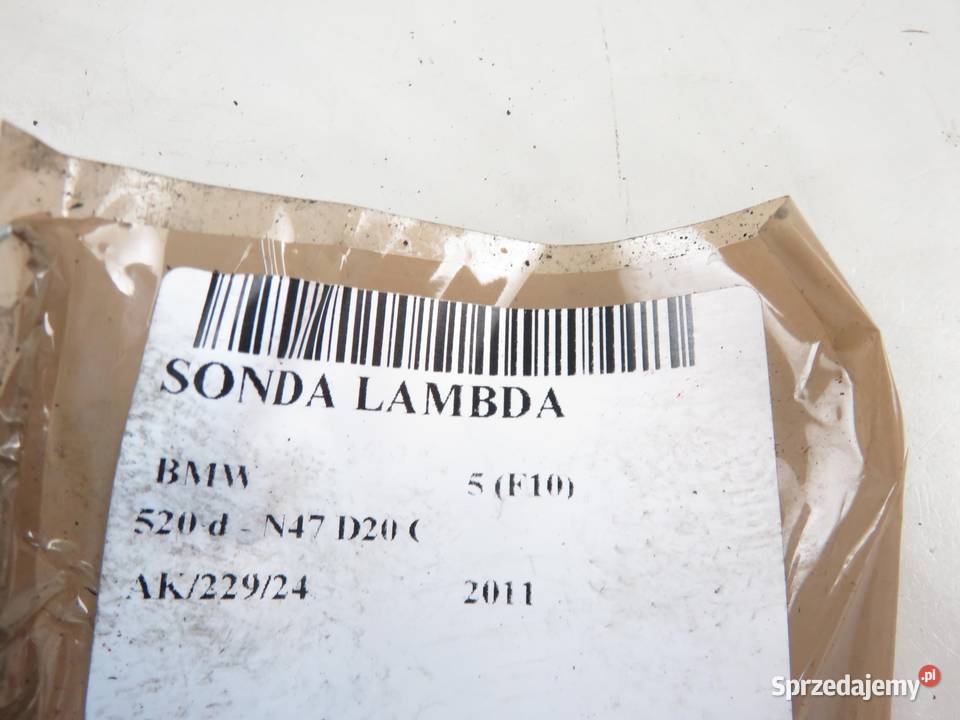 SONDA LAMBDA
BMW 5 (F10)
520 d - N47 D20 C
AK/229/24 2011
Sprzedajemy.pl